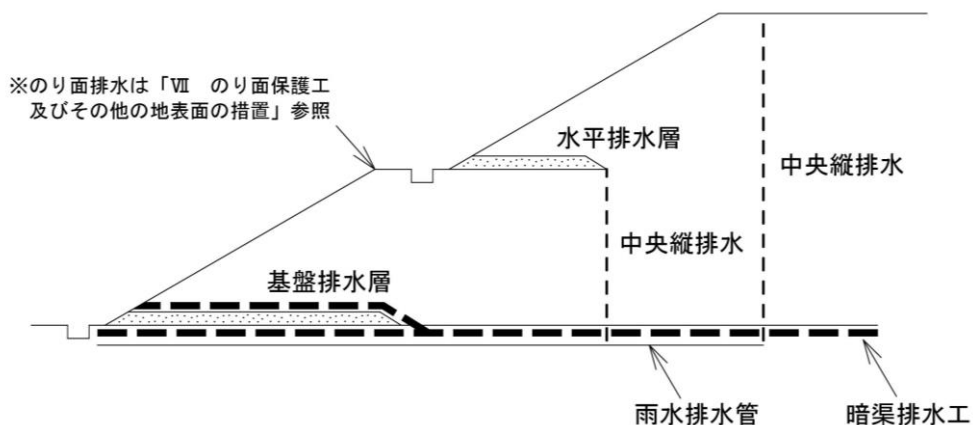 ※のり面排水は「Ⅶ のり面保護工
及びその他の地表面の措置」参照
水平排水層
中央縦排水
中央縦排水
基盤排水層
雨水排水管
暗渠排水工